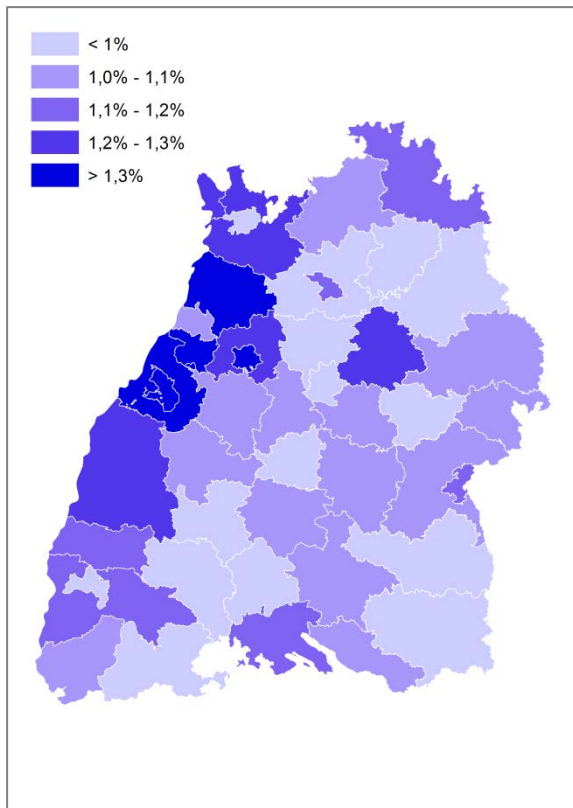 < 1%
1,0% - 1,1%
1,1% - 1,2%
1,2% - 1,3%
> 1,3%